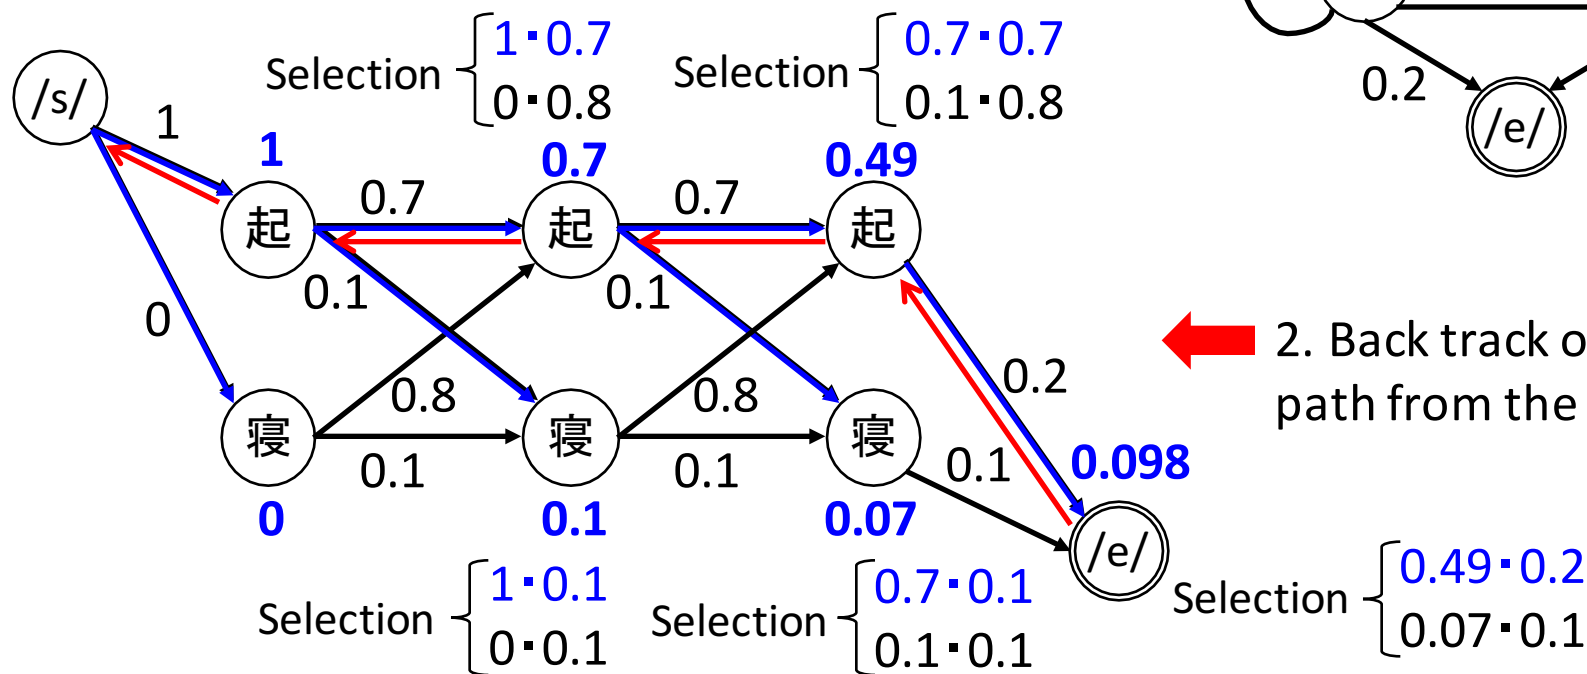 Selection
1·0.7
0·0.8
Selection
0.7·0.7
0.1·0.8
0.2
/e/
/s/
1
1
0.7
0.49
0.7
0.7
起
起
起
0
0.1
0.1
0.8
0.8
0.2
2. Back track o
path from the
寝
寝
寝
0.1
0.1
0.1
0.098
0
0.1
0.07
/e/
Selection
1·0.1
0·0.1
Selection
0.7·0.1
0.1·0.1
Selection
0.49·0.2
0.07·0.1